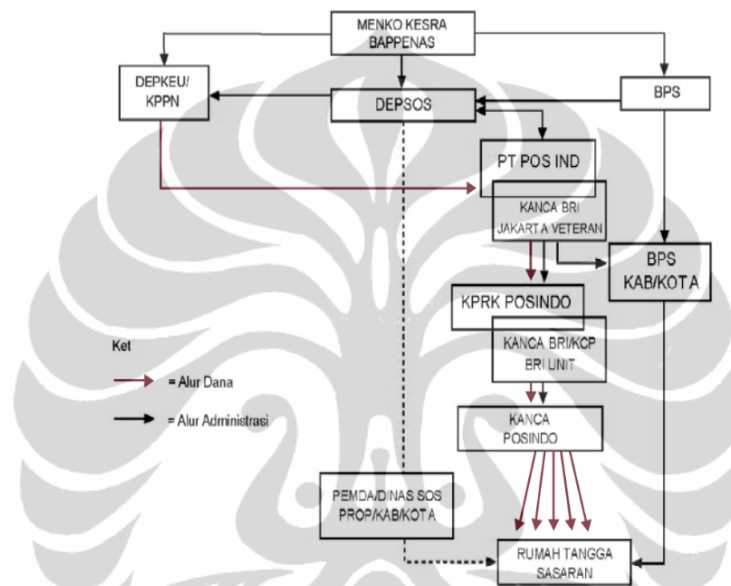 MENKO KESRA
BAPPENAS
DEPKEU/
KPPN
DEPSOS
BPS
PT POS IND
KANCA BRI
JAKARTA VETERAN
BPS
KAB/KOTA
KPRK POSINDO
KANCA BRI/KCP
BRI UNIT
Ket
= Alur Dana
= Alur Administrasi
KANCA
POSINDO
PEMDA/DINAS SOS
PROP/KAB/KOTA
RUMAH TANGGA
SASARAN